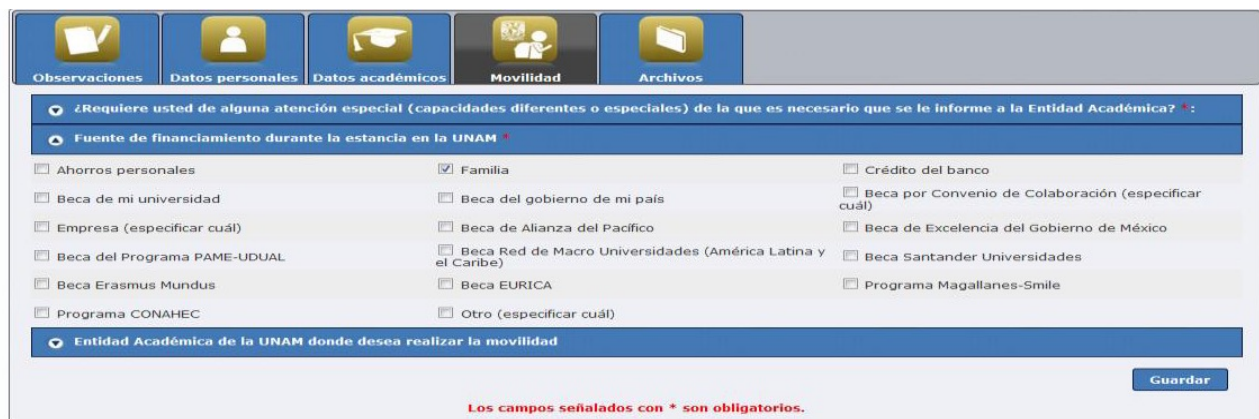 Observaciones Datos personales Datos académicos Movilidad Archivos
¿Requiere usted de alguna atención especial (capacidades diferentes o especiales) de la que es necesario que se le informe a la Entidad Académica? *:
Fuente de financiamiento durante la estancia en la UNAM *
Ahorros personales Familia Crédito del banco
Beca de mi universidad Beca del gobierno de mi país Beca por Convenio de Colaboración (especificar
cuál)
Empresa (especificar cuál) Beca de Alianza del Pacífico Beca de Excelencia del Gobierno de México
Beca del Programa PAME-UDUAL Beca Red de Macro Universidades (América Latina y
el Caribe) Beca Santander Universidades
Beca Erasmus Mundus Beca EURICA Programa Magallanes-Smile
Programa CONAHEC Otro (especificar cuál)
Entidad Académica de la UNAM donde desea realizar la movilidad
Guardar
Los campos señalados con * son obligatorios.